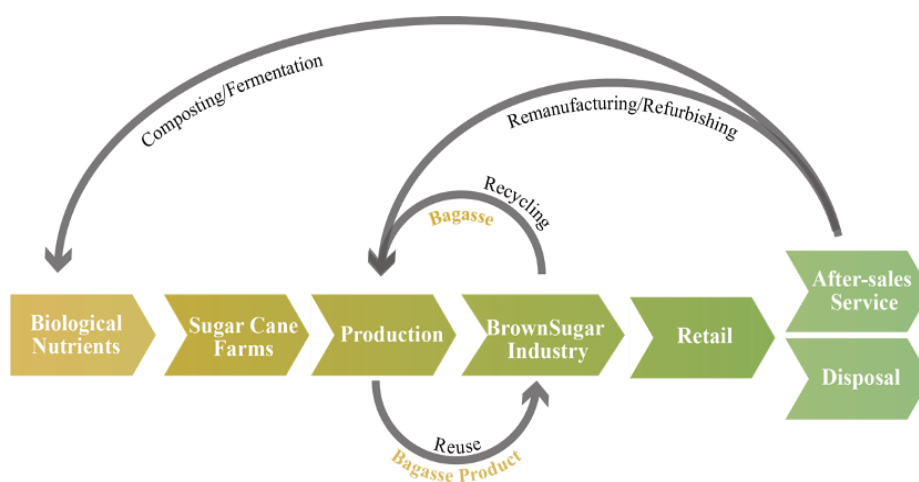 Composting/Fermentation
Remanufacturing/Refurbishing
Recycling
Bagasse
Biological
Nutrients
Sugar Cane
Farms
Production
BrownSugar
Industry
Retail
After-sales
Service
Disposal
Reuse
Bagasse Product